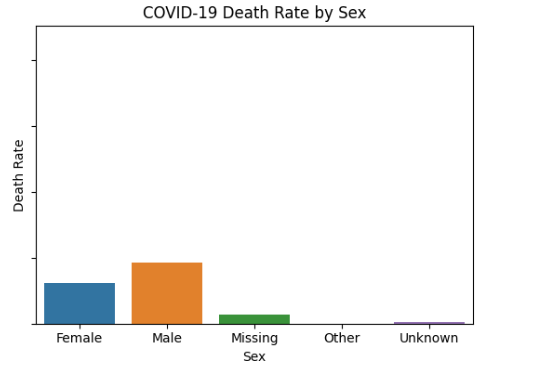 COVID-19 Death Rate by Sex
Death Rate
Female Male Missing Other Unknown
Sex